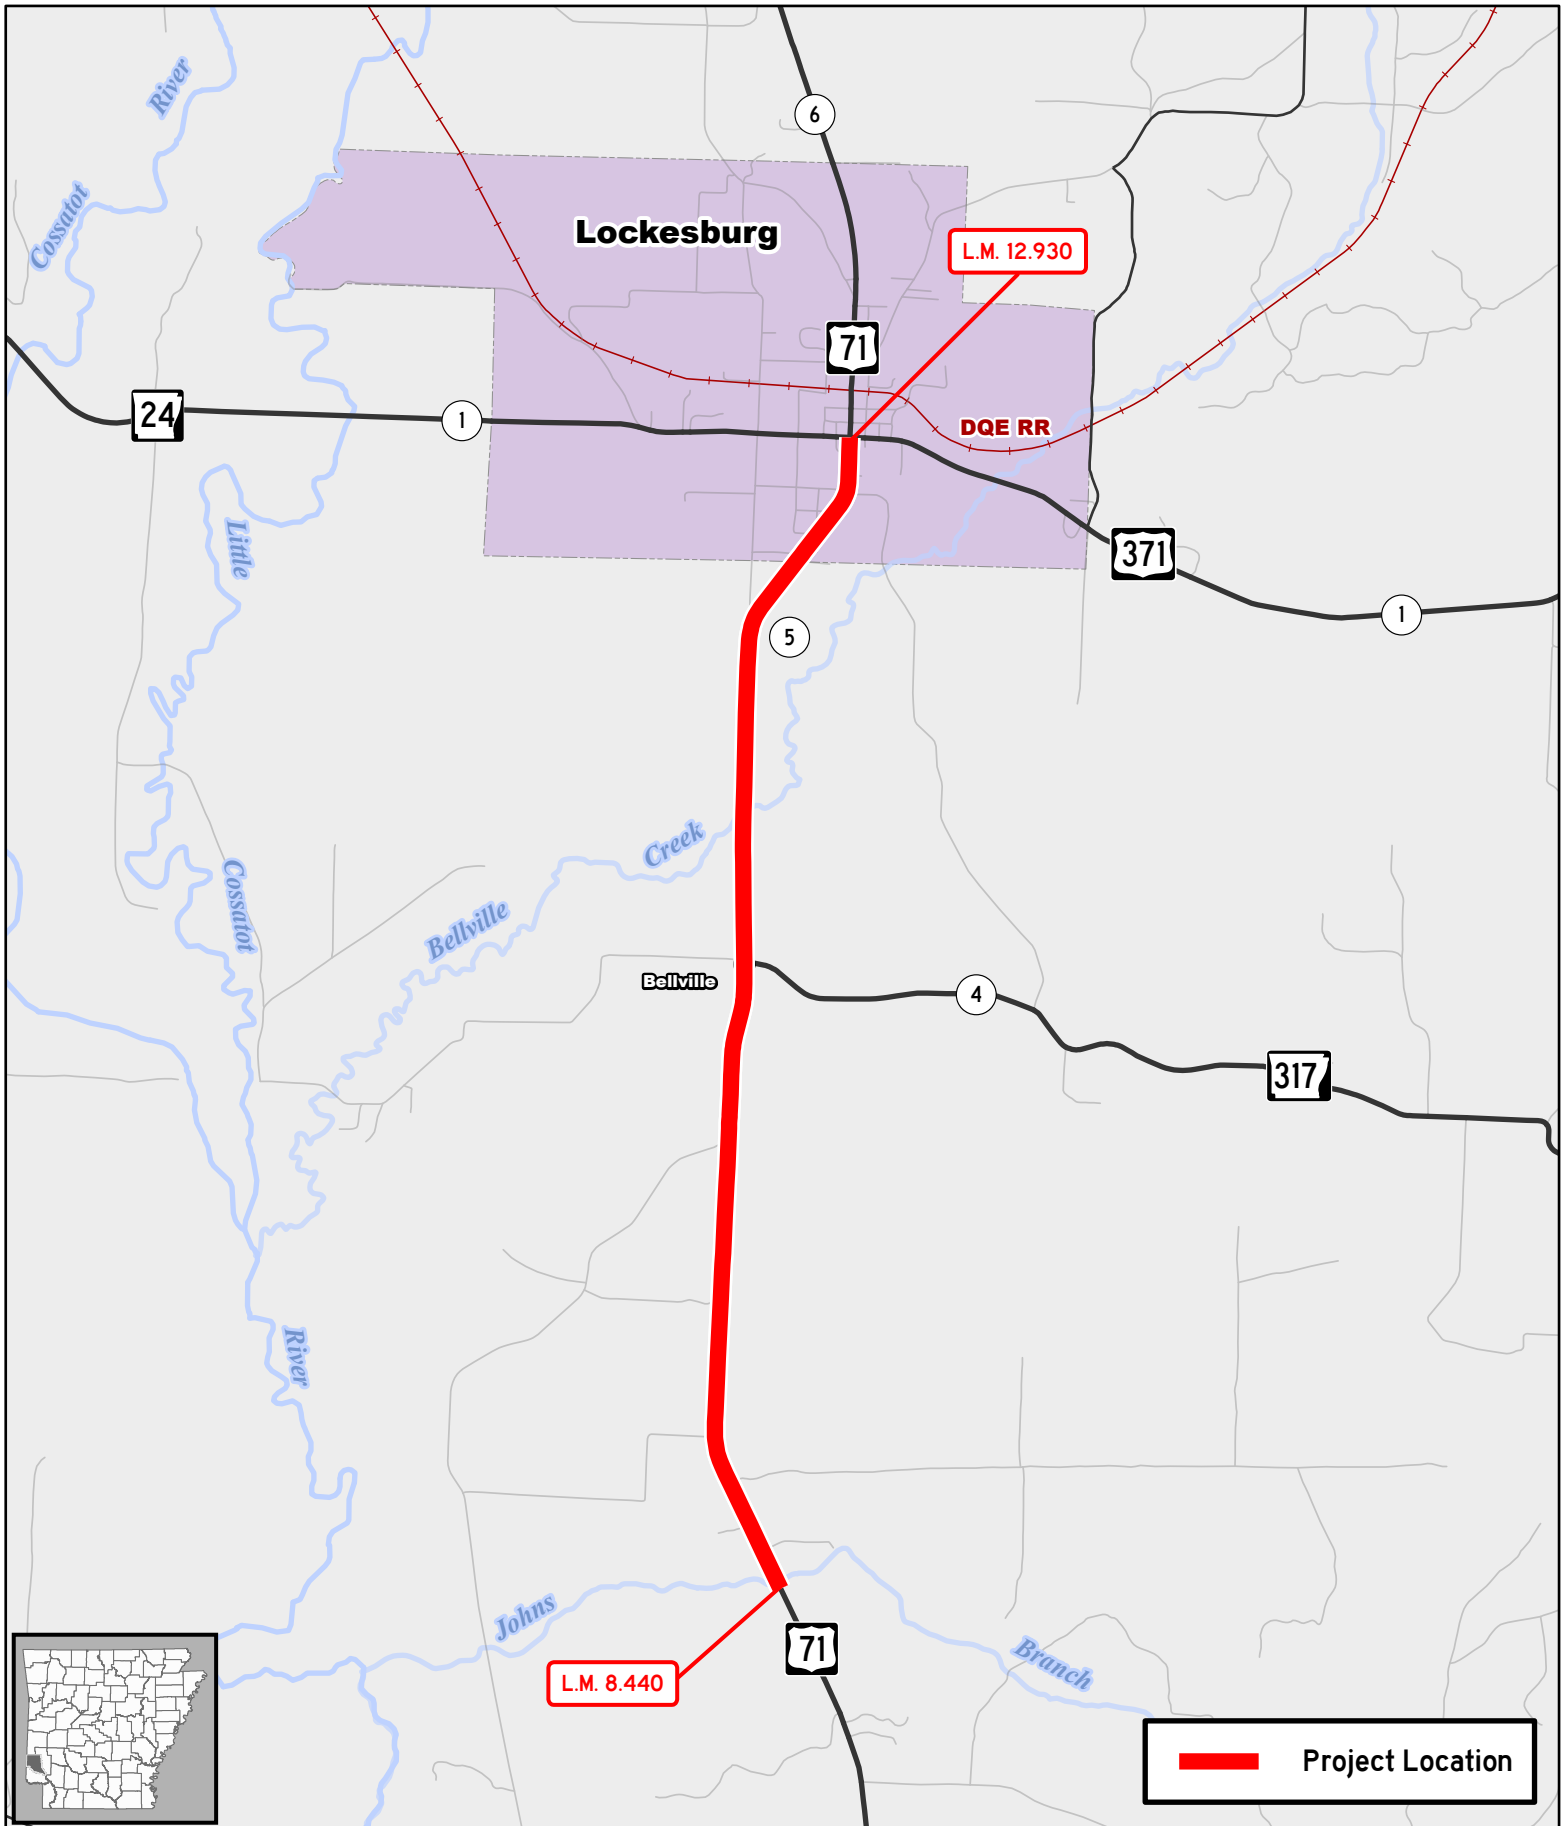 River
Cossatot
6
Lockesburg
L.M. 12.930
71
24
1
DQE RR
Little
371
1
5
Creek
Cossatot
Bellville
Bellville
4
317
River
Johns
Branch
71
L.M. 8.440
Project Location